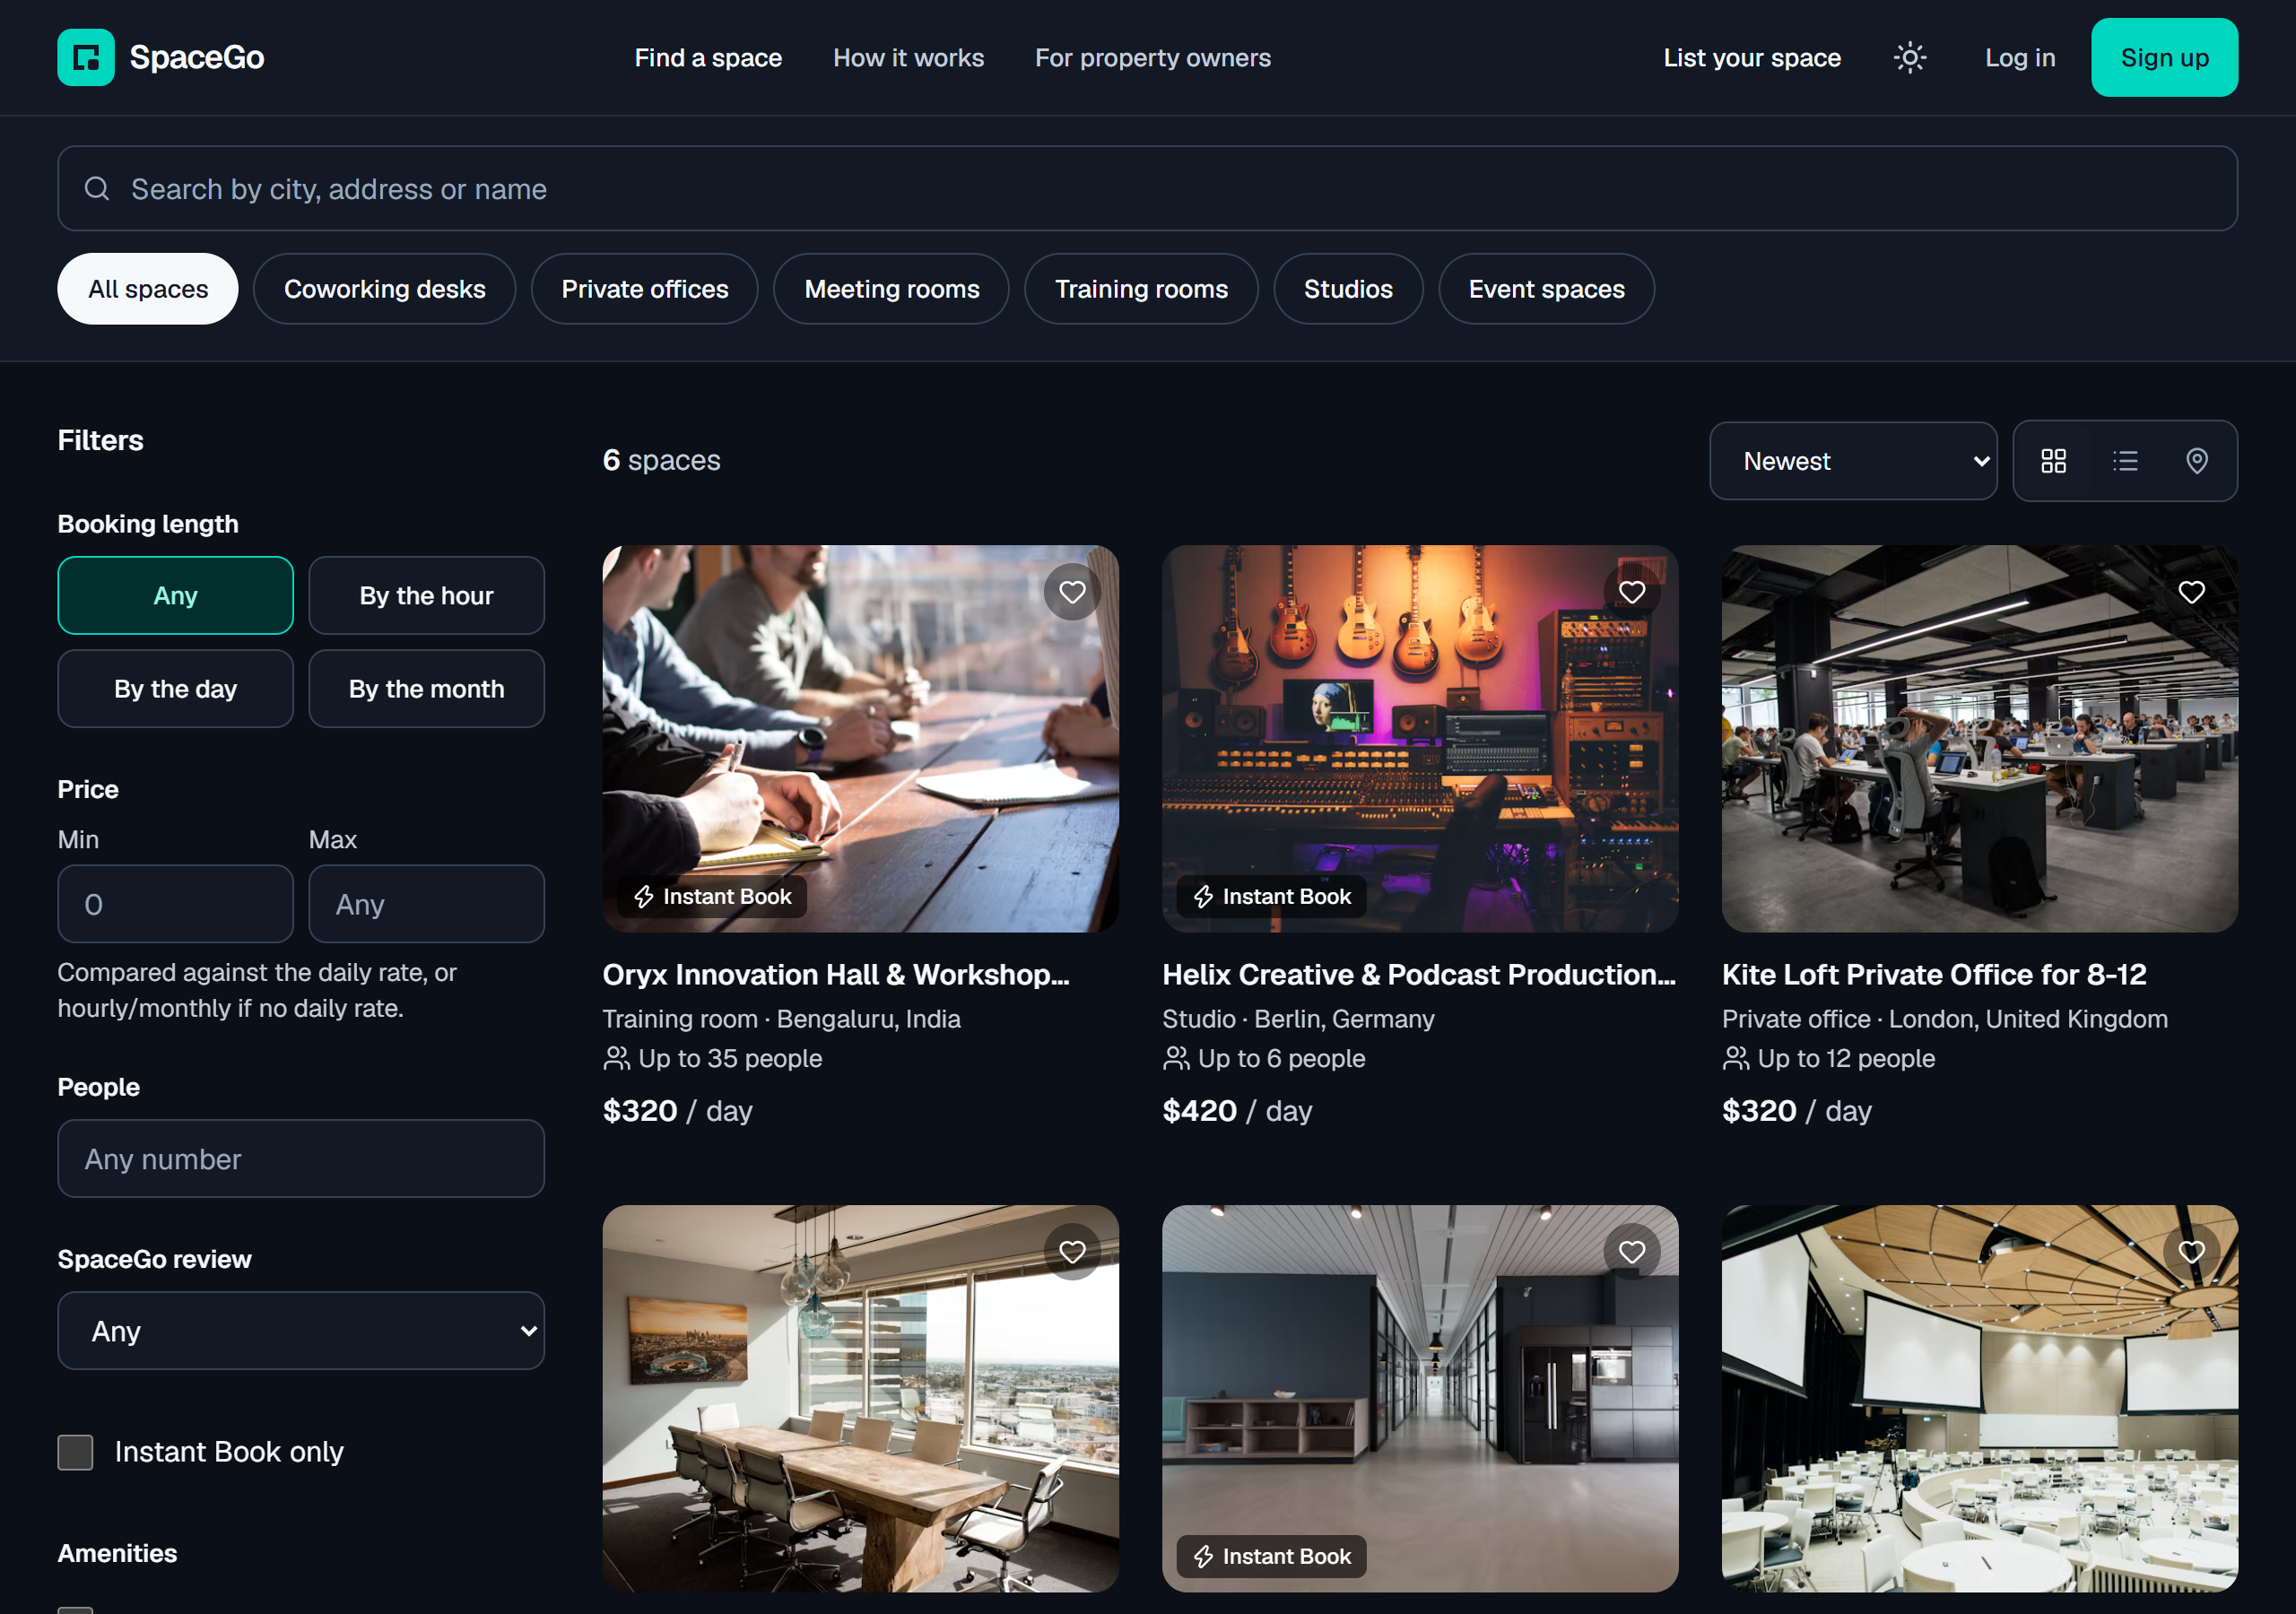 SpaceGo
Find a space
How it works
For property owners
List your space
Log in
Sign up
Search by city, address or name
All spaces
Coworking desks
Private offices
Meeting rooms
Training rooms
Studios
Event spaces
Filters
Booking length
Any
By the hour
By the day
By the month
Price
Min
Max
0
Any
Compared against the daily rate, or
hourly/monthly if no daily rate.
People
Any number
SpaceGo review
Any
Instant Book only
Amenities
6 spaces
Newest
Instant Book
Oryx Innovation Hall & Workshop...
Training room · Bengaluru, India
Up to 35 people
$320 / day
Instant Book
Helix Creative & Podcast Production...
Studio · Berlin, Germany
Up to 6 people
$420 / day
Kite Loft Private Office for 8-12
Private office · London, United Kingdom
Up to 12 people
$320 / day
Instant Book